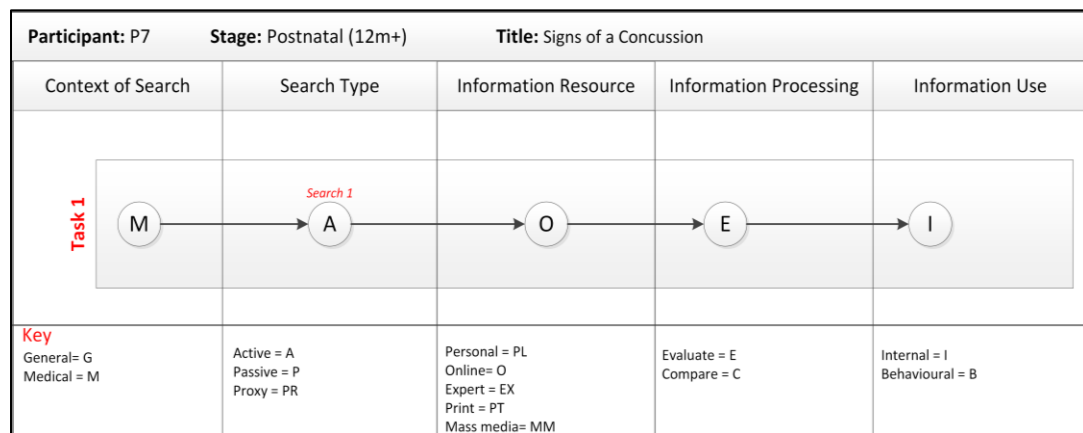 Participant: P7 Stage: Postnatal (12m+) Title: Signs of a Concussion
Context of Search Search Type Information Resource Information Processing Information Use
Task 1
Search 1
M A O E I
Key
General= G
Medical = M
Active = A
Passive = P
Proxy = PR
Personal = PL
Online= O
Expert = EX
Print = PT
Mass media= MM
Evaluate = E
Compare = C
Internal = I
Behavioural = B